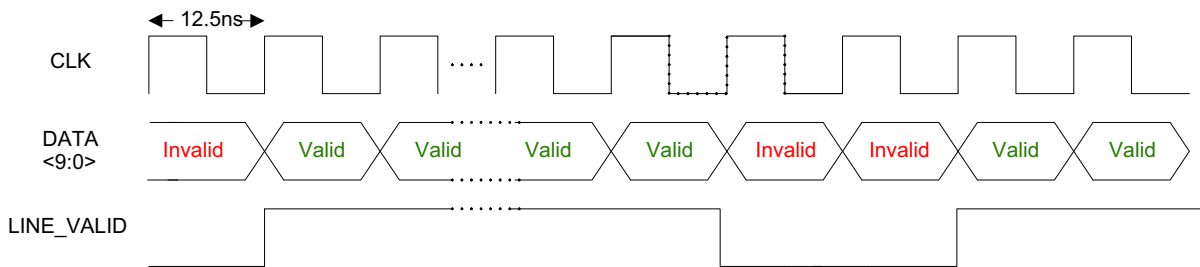 12.5ns
CLK
DATA
<9:0>
Invalid Valid Valid Valid Valid Invalid Invalid Valid Valid
LINE_VALID